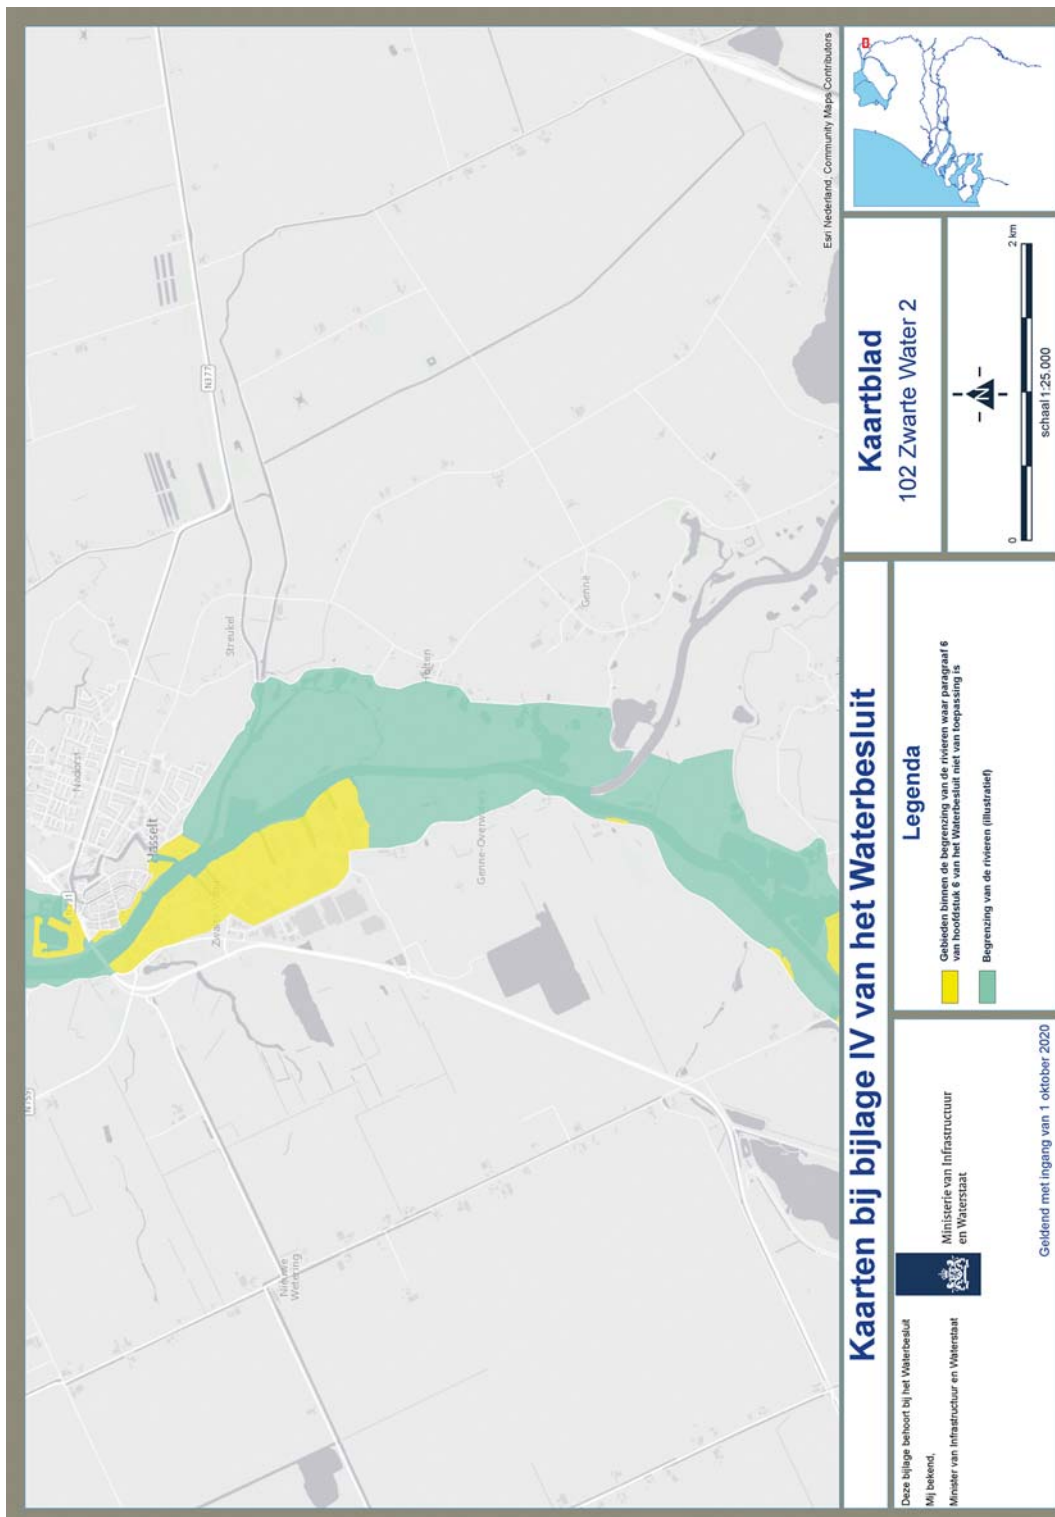 N377
N331
N759
Nadorst
Hasselt
Streukel
Holten
Genne
Genne-Overwaters
Nieuwe
Wetering
Esri Nederland, Community Maps Contributors
Kaarten bij bijlage IV van het Waterbesluit
Deze bijlage behoort bij het Waterbesluit
Mij bekend,
Minister van Infrastructuur en Waterstaat
Ministerie van Infrastructuur
en Waterstaat
Geldend met ingang van 1 oktober 2020
Legenda
Gebieden binnen de begrenzing van de rivieren waar paragraaf 6
van hoofdstuk 6 van het Waterbesluit niet van toepassing is
Begrenzing van de rivieren (illustratief)
Kaartblad
102 Zwarte Water 2
N
0
2 km
schaal 1:25.000